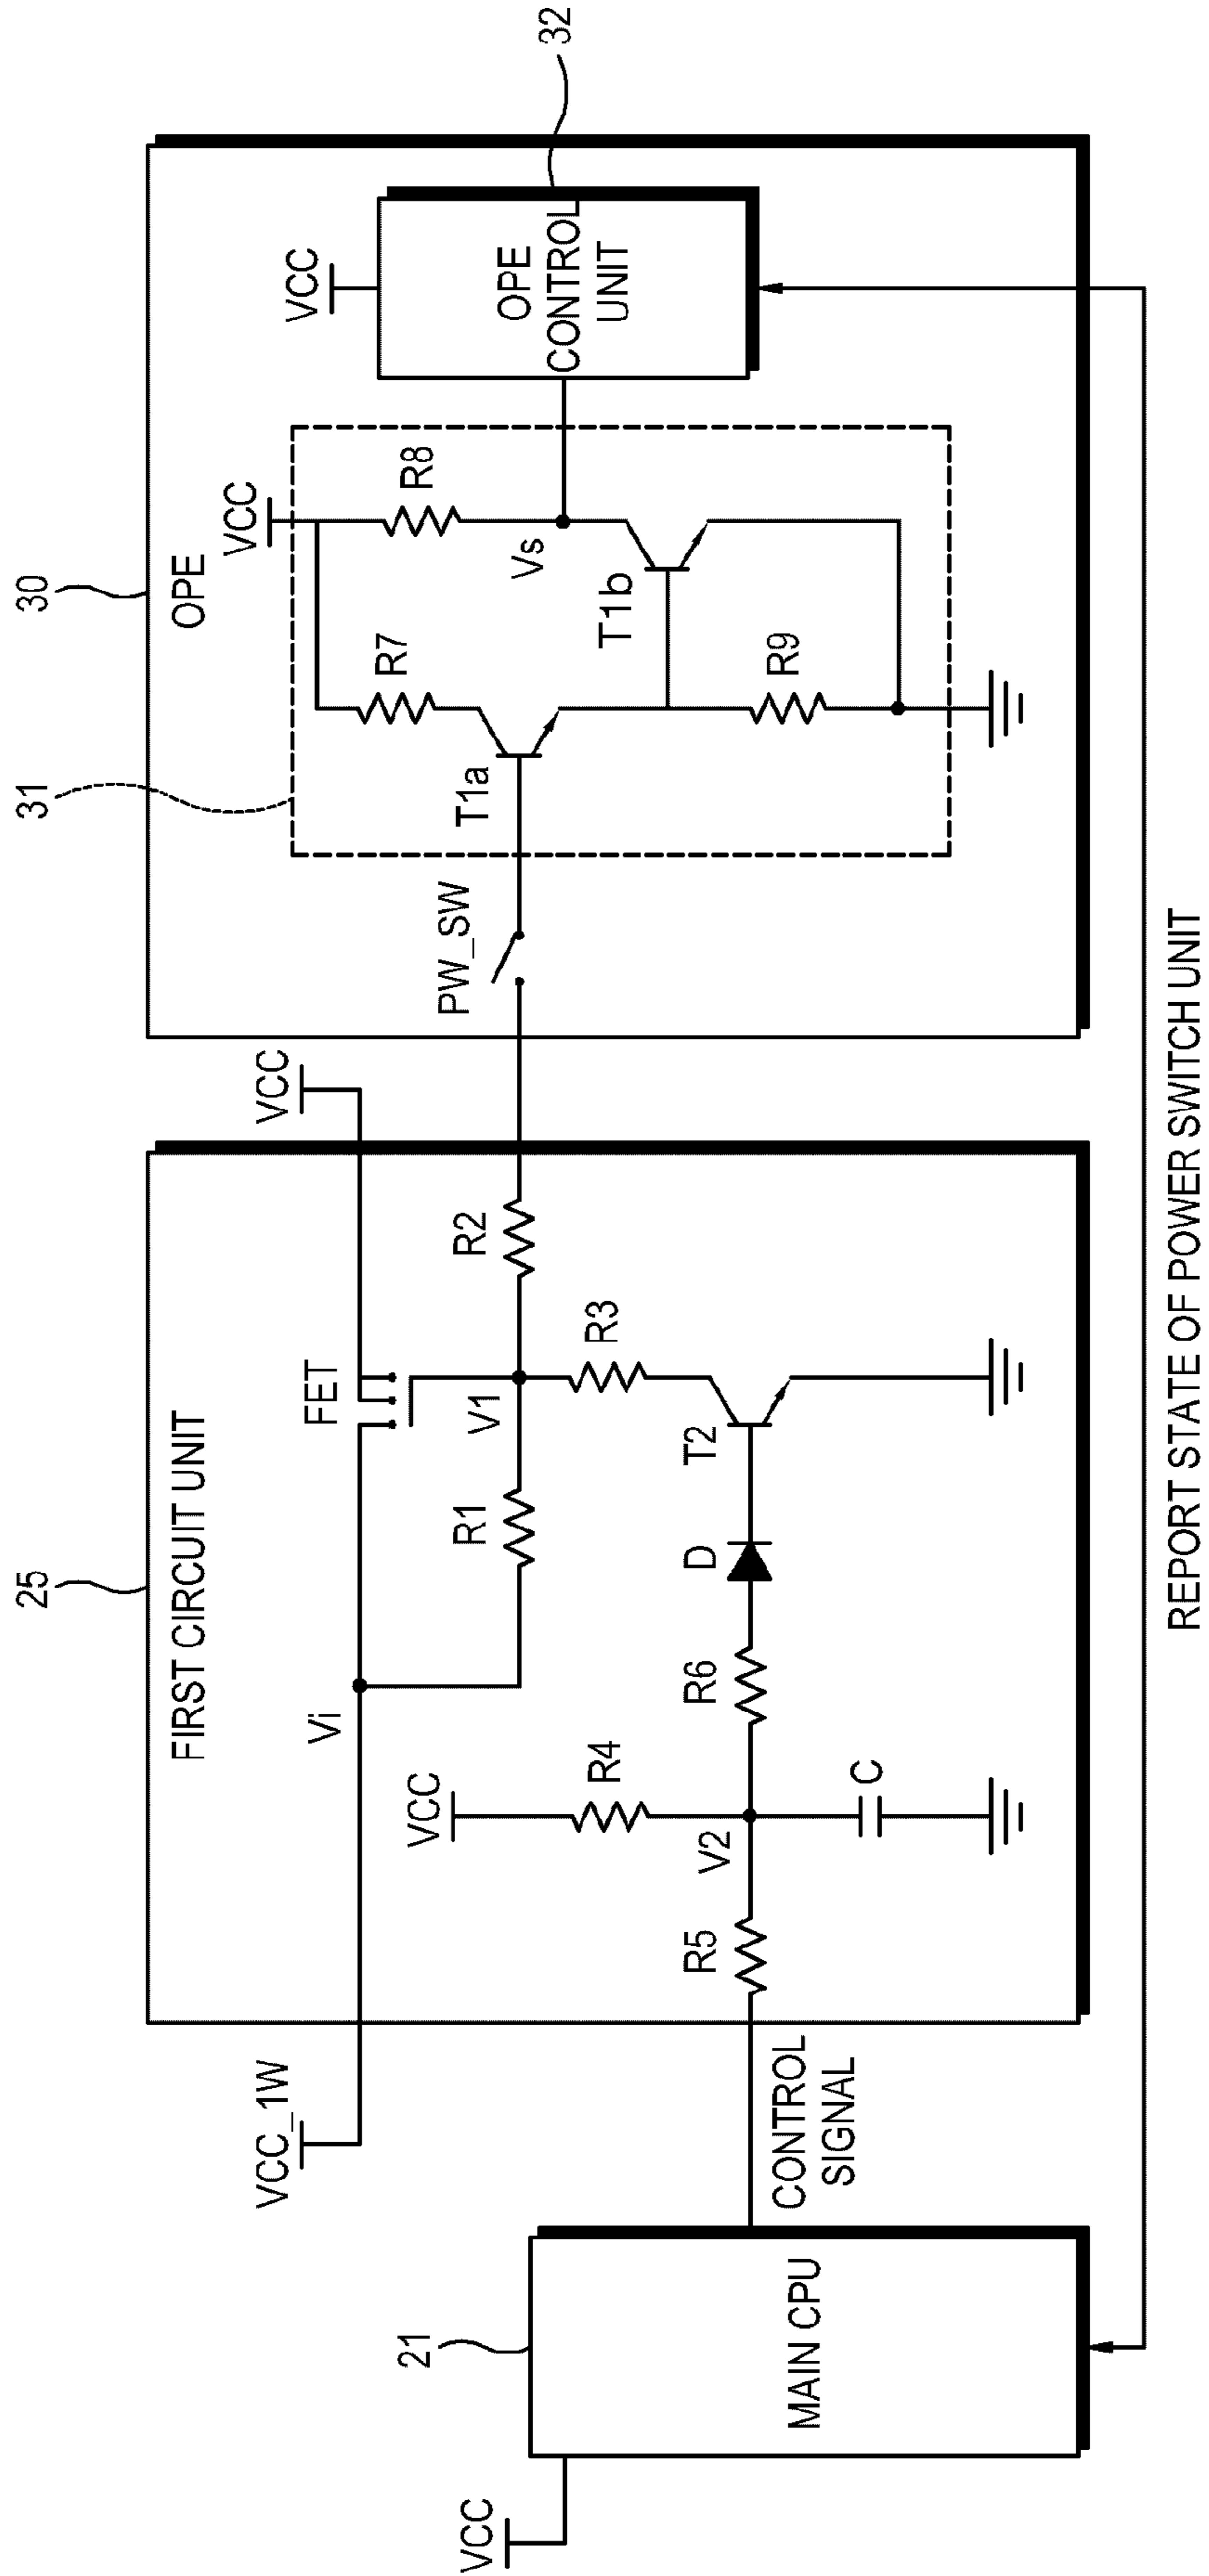 25
30
31
32
21
FIRST CIRCUIT UNIT
OPE
VCC_1W
Vi
FET
VCC
VCC
R7
R8
VCC
OPE
CONTROL
UNIT
Vs
R1
V1
R2
PW_SW
T1a
T1b
R9
R3
T2
VCC
R4
V2
R5
R6
D
C
CONTROL
SIGNAL
VCC
MAIN CPU
REPORT STATE OF POWER SWITCH UNIT